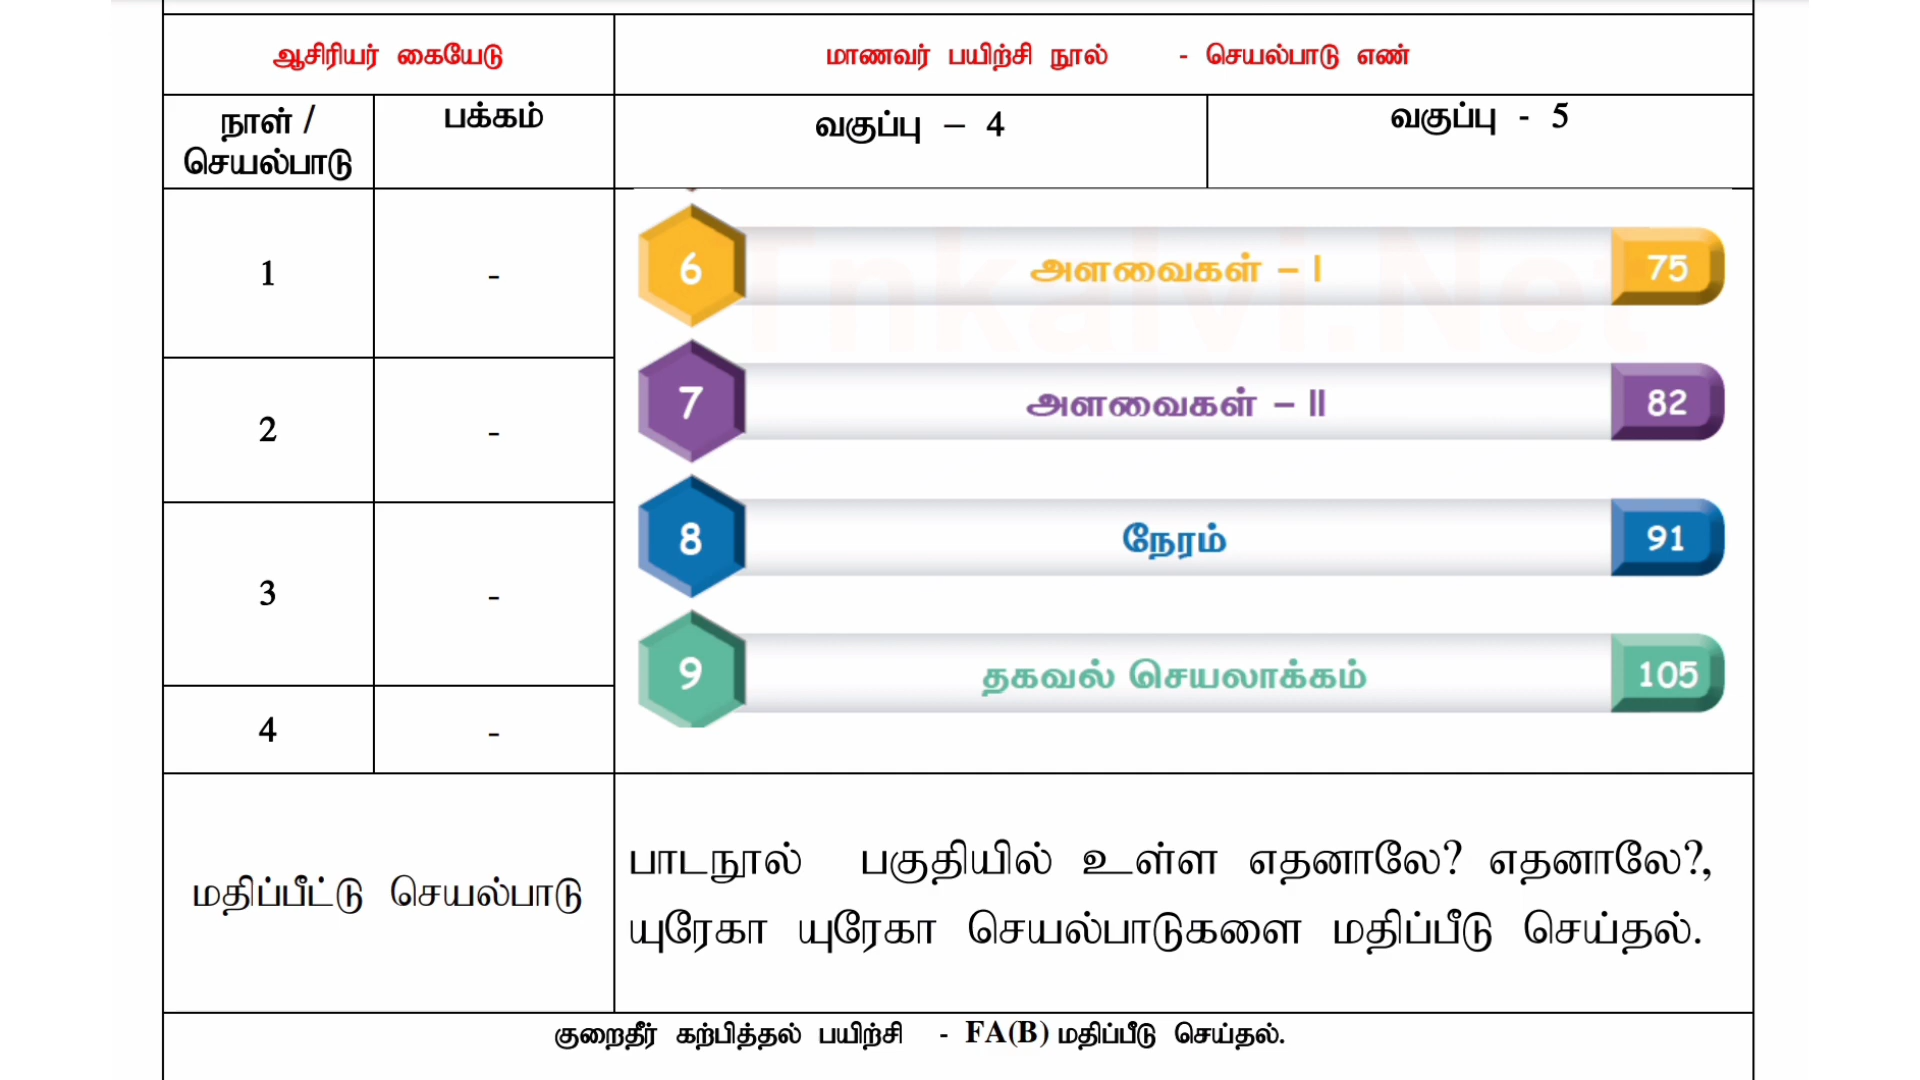 ஆசிரியர் கையேடு
மாணவர் பயிற்சி நூல் - செயல்பாடு எண்
நாள் /
செயல்பாடு
பக்கம்
வகுப்பு – 4
வகுப்பு - 5
1 -
2 -
3 -
4 -
6 அளவைகள் – I 75
7 அளவைகள் – II 82
8 நேரம் 91
9 தகவல் செயலாக்கம் 105
Tnkalvi.Net
மதிப்பீட்டு செயல்பாடு
பாடநூல் பகுதியில் உள்ள எதனாலே? எதனாலே?,
யுரேகா யுரேகா செயல்பாடுகளை மதிப்பீடு செய்தல்.
குறைதீர் கற்பித்தல் பயிற்சி - FA(B) மதிப்பீடு செய்தல்.